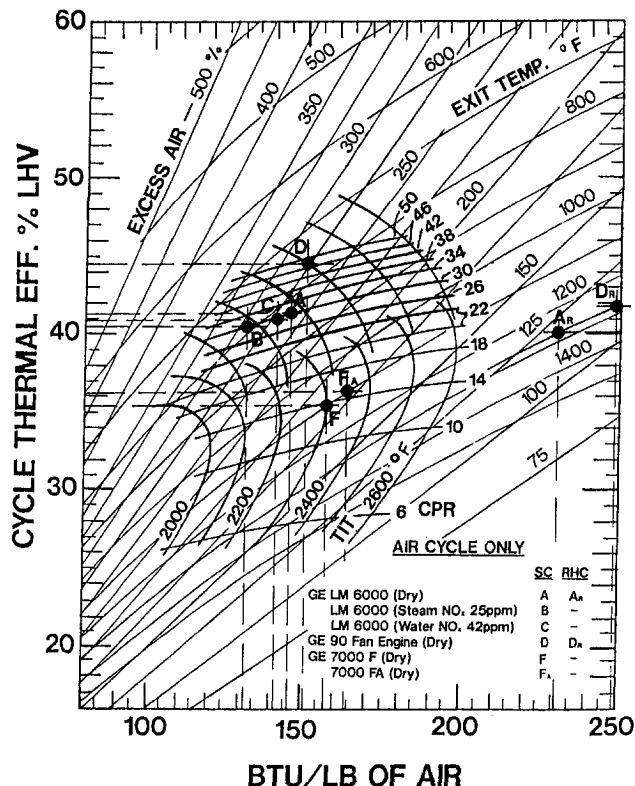 60
50
40
30
20
CYCLE THERMAL EFF. % LHV
EXCESS AIR — 500 %
400
350
300
250
200
150
125
100
75
500
600
EXIT TEMP. °F
800
1000
1200
1400
50
46
42
38
34
30
26
22
18
14
10
6 CPR
2000
2200
2400
TIT 2600 °F
D
C
A
B
F
FA
AR
DR
AIR CYCLE ONLY
SC RHC
GE LM 6000 (Dry) A AR
LM 6000 (Steam NOx 25ppm) B –
LM 6000 (Water NOx 42ppm) C –
GE 90 Fan Engine (Dry) D DR
GE 7000 F (Dry) F –
7000 FA (Dry) FA –
100
150
200
250
BTU/LB OF AIR